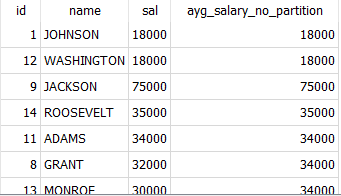 id name sal ayg_salary_no_partition
1 JOHNSON 18000 18000
12 WASHINGTON 18000 18000
9 JACKSON 75000 75000
14 ROOSEVELT 35000 35000
11 ADAMS 34000 34000
8 GRANT 32000 34000
13 MONROE 30000 34000